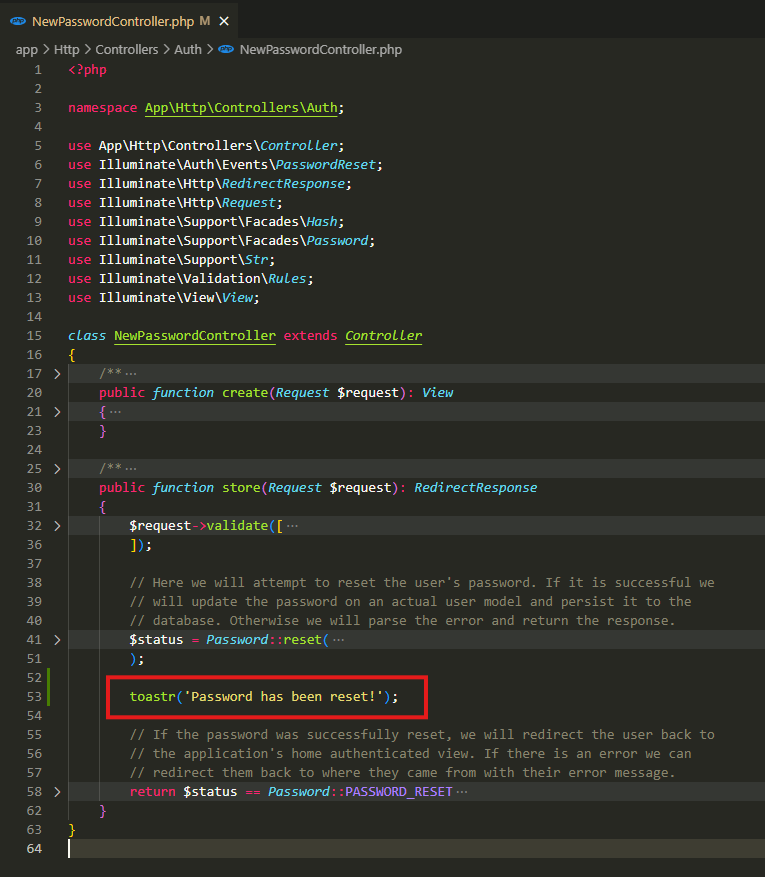 php NewPasswordController.php M ×
app > Http > Controllers > Auth > php NewPasswordController.php
1 <?php
2
3 namespace App\Http\Controllers\Auth;
4
5 use App\Http\Controllers\Controller;
6 use Illuminate\Auth\Events\PasswordReset;
7 use Illuminate\Http\RedirectResponse;
8 use Illuminate\Http\Request;
9 use Illuminate\Support\Facades\Hash;
10 use Illuminate\Support\Facades\Password;
11 use Illuminate\Support\Str;
12 use Illuminate\Validation\Rules;
13 use Illuminate\View\View;
14
15 class NewPasswordController extends Controller
16 {
17 > /** ···
20 public function create(Request $request): View
21 > { ···
23 }
24
25 > /** ···
30 public function store(Request $request): RedirectResponse
31 {
32 > $request->validate([ ···
36 ]);
37
38 // Here we will attempt to reset the user's password. If it is successful we
39 // will update the password on an actual user model and persist it to the
40 // database. Otherwise we will parse the error and return the response.
41 > $status = Password::reset( ···
51 );
52
53 toastr('Password has been reset!');
54
55 // If the password was successfully reset, we will redirect the user back to
56 // the application's home authenticated view. If there is an error we can
57 // redirect them back to where they came from with their error message.
58 > return $status == Password::PASSWORD_RESET ···
62 }
63 }
64